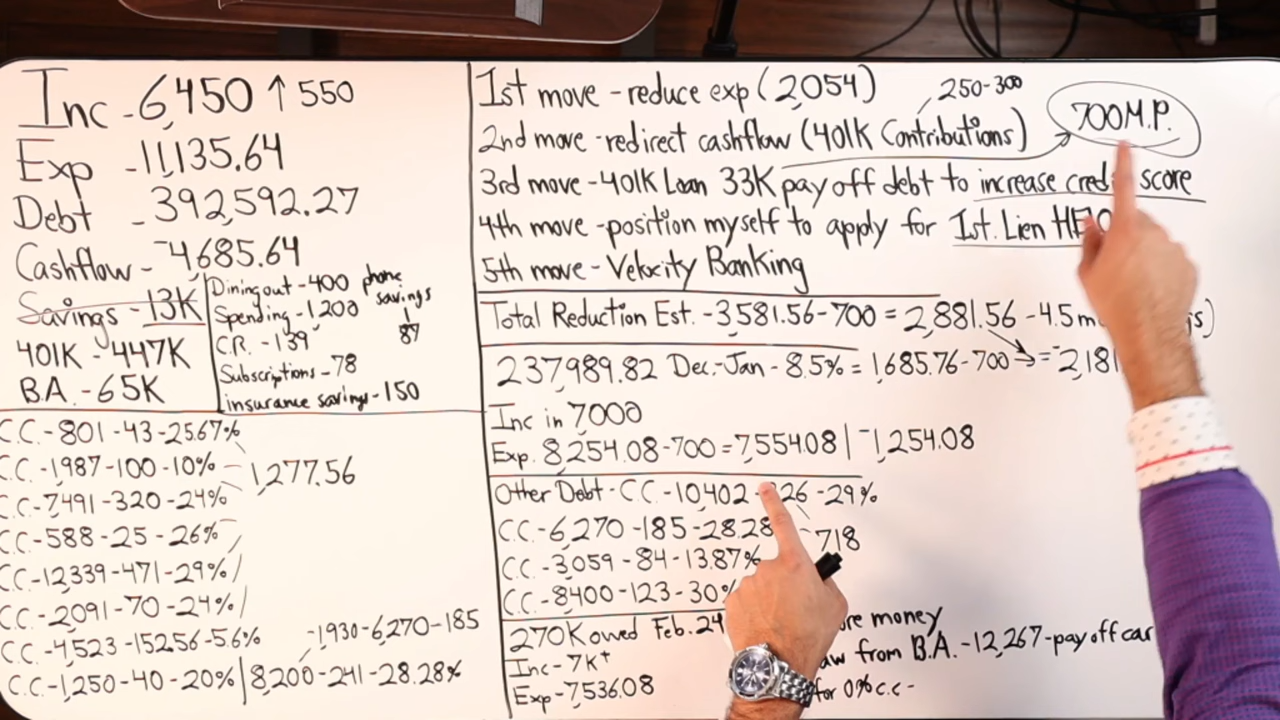 Inc - 6,450 ↑ 550
Exp - 11,135.64
Debt - 392,592.27
Cashflow - -4,685.64
Savings - 13K
401K - 447K
B.A. - 65K
Dining out - 400
phone savings | 87
Spending - 1,200
C.R. - 139
Subscriptions - 78
insurance savings - 150
C.C. - 801 - 43 - 25.67%
C.C. - 1987 - 100 - 10%
1,277.56
C.C. - 7,491 - 320 - 24%
C.C. - 588 - 25 - 26%
C.C. - 12,339 - 471 - 29%
C.C. - 2091 - 70 - 24%
C.C. - 4,523 - 152.56 - 5.6%
C.C. - 1,250 - 40 - 20%
-1930 - 6,270 - 185
8,200 - 241 - 28.28%
1st move - reduce exp (2,054)
250-300
2nd move - redirect cashflow (401K Contributions)
700 M.P.
3rd move - 401K Loan 33K pay off debt to increase score
4th move - position myself to apply for 1st. Lien
5th move - Velocity Banking
Total Reduction Est. - 3,581.56 - 700 = 2,881.56 - 4.5
237,989.82 Dec.-Jan - 8.5% = 1,685.76 - 700 → = -2,181
Inc in 7000
Exp. 8,254.08 - 700 = 7,554.08 | -1,254.08
Other Debt - C.C. - 10,402 - 29%
C.C. - 6,270 - 185 - 28.28
718
C.C. - 3,059 - 84 - 13.87%
C.C. - 8400 - 123 - 30%
270K owed Feb. 24
money
Inc - 7K+
from B.A. - 12,267 - pay off car
Exp - 7,536.08
for 0% c.c -